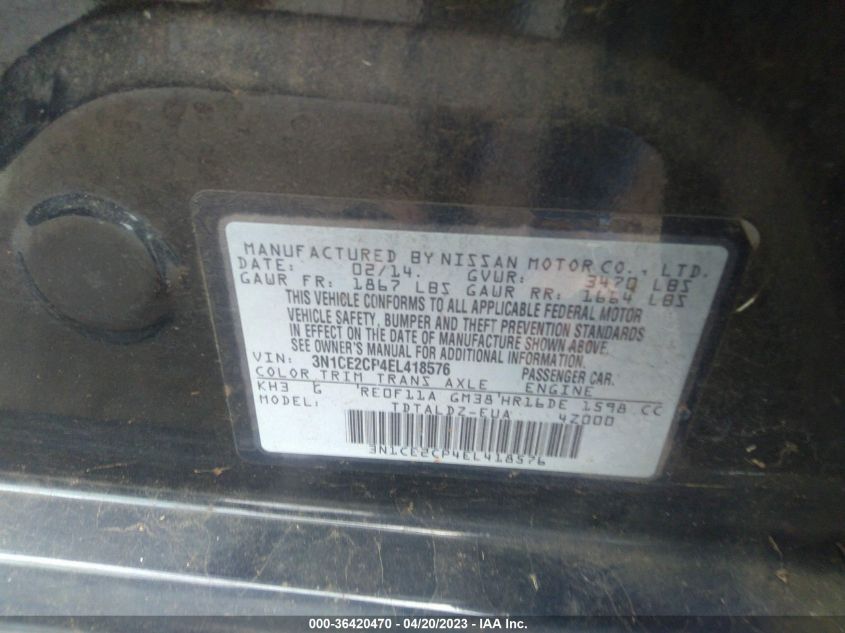 MANUFACTURED BY NISSAN MOTOR CO., LTD.
DATE: 02/14. GVWR: 3470 LBS
GAWR FR: 1867 LBS GAWR RR: 1664 LBS
THIS VEHICLE CONFORMS TO ALL APPLICABLE FEDERAL MOTOR
VEHICLE SAFETY, BUMPER AND THEFT PREVENTION STANDARDS
IN EFFECT ON THE DATE OF MANUFACTURE SHOWN ABOVE.
SEE OWNER'S MANUAL FOR ADDITIONAL INFORMATION.
VIN: 3N1CE2CP4EL418576 PASSENGER CAR.
COLOR TRIM TRANS AXLE ENGINE
KH3 G RE0F11A GM38 HR16DE 1598 CC
MODEL: TDTALDZ-EUA 4Z000
3N1CE2CP4EL418576
000-36420470 - 04/20/2023 - IAA Inc.